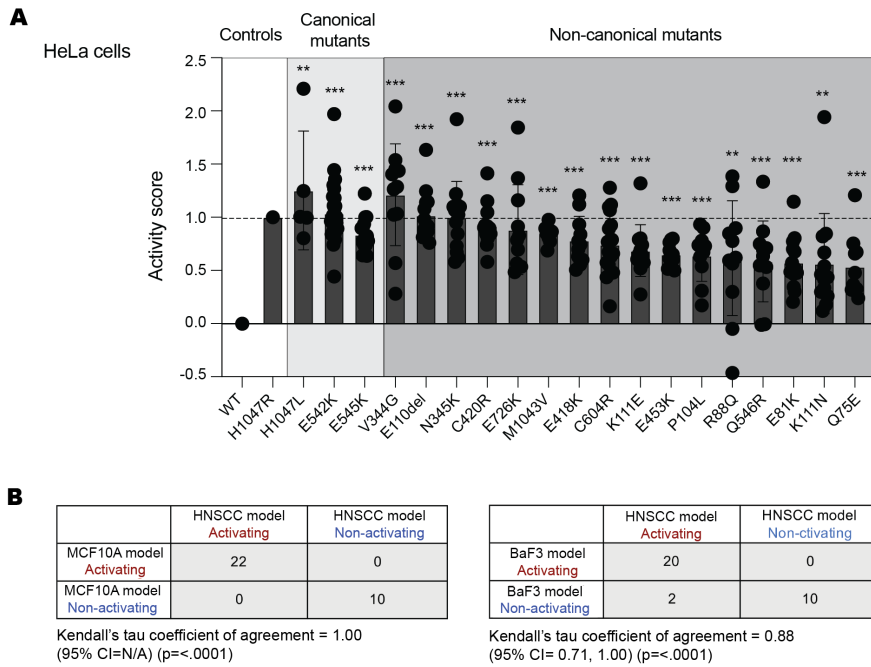 A
HeLa cells
Controls
Canonical
mutants
Non-canonical mutants
Activity score
2.5
2.0
1.5
1.0
0.5
0.0
-0.5
** *** *** *** *** *** *** *** *** *** *** *** *** *** ** *** *** ** ***
WT H1047R H1047L E542K E545K V344G E110del N345K C420R E726K M1043V E418K C604R K111E E453K P104L R88Q Q546R E81K K111N Q75E
B
HNSCC model
Activating
HNSCC model
Non-activating
MCF10A model
Activating
22
0
MCF10A model
Non-activating
0
10
Kendall's tau coefficient of agreement = 1.00
(95% CI=N/A) (p=<.0001)
HNSCC model
Activating
HNSCC model
Non-ctivating
BaF3 model
Activating
20
0
BaF3 model
Non-activating
2
10
Kendall's tau coefficient of agreement = 0.88
(95% CI= 0.71, 1.00) (p=<.0001)